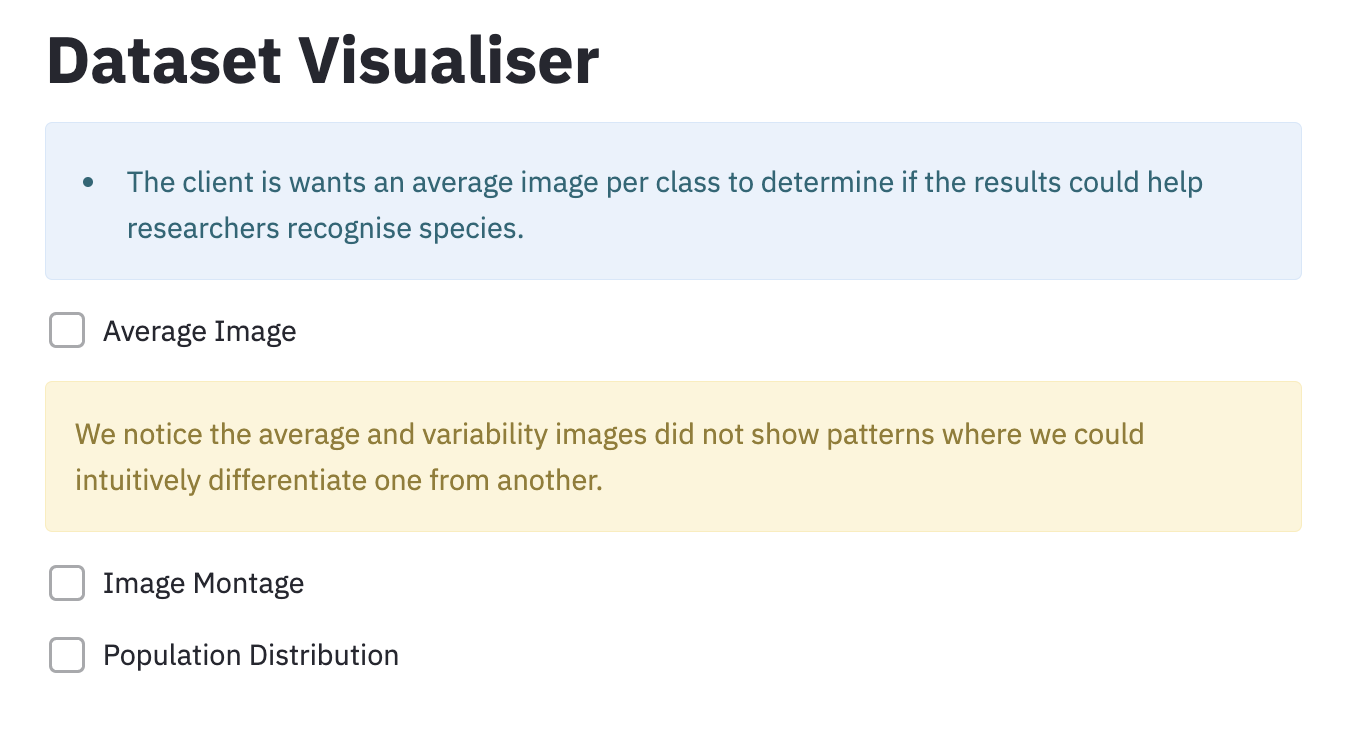 Dataset Visualiser
The client is wants an average image per class to determine if the results could help
researchers recognise species.
Average Image
We notice the average and variability images did not show patterns where we could
intuitively differentiate one from another.
Image Montage
Population Distribution